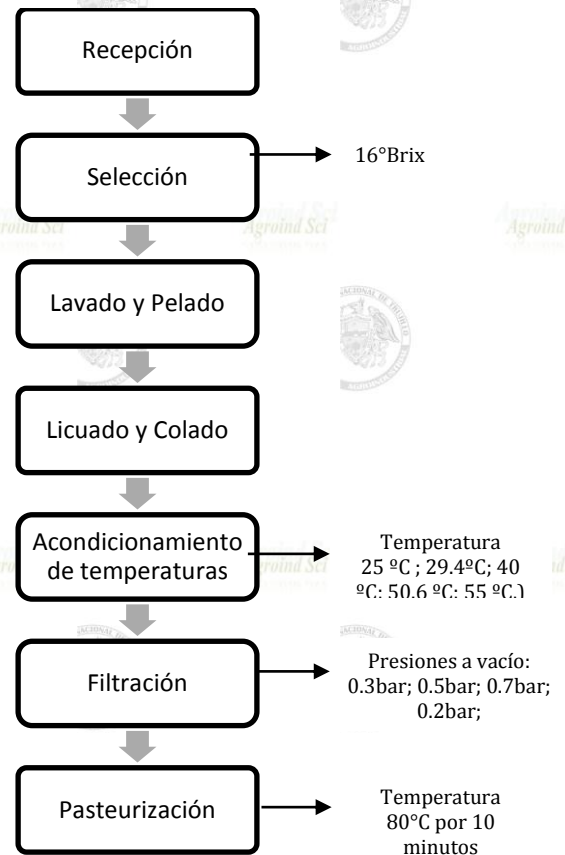 Recepción
Selección
16°Brix
Agroind Sci
Lavado y Pelado
Licuado y Colado
Acondicionamiento
de temperaturas
Temperatura
25 ºC ; 29.4ºC; 40
ºC; 50.6 ºC; 55 ºC.)
Filtración
Presiones a vacío:
0.3bar; 0.5bar; 0.7bar;
0.2bar;
Pasteurización
Temperatura
80°C por 10
minutos